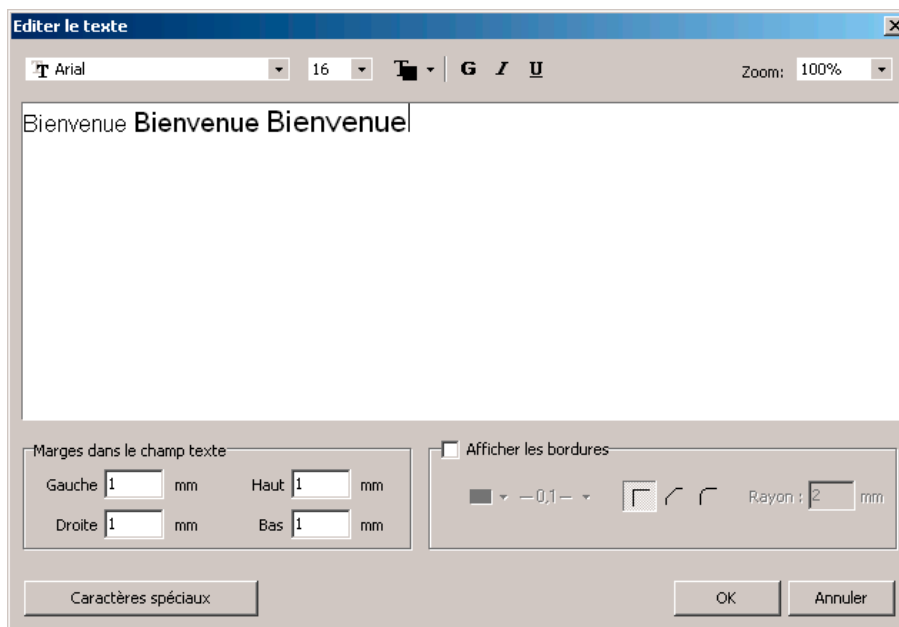 Editer le texte
Arial 16 G I U Zoom: 100%
Bienvenue Bienvenue Bienvenue
Marges dans le champ texte
Gauche 1 mm Haut 1 mm
Droite 1 mm Bas 1 mm
Afficher les bordures
0,1 Rayon : 2 mm
Caractères spéciaux OK Annuler